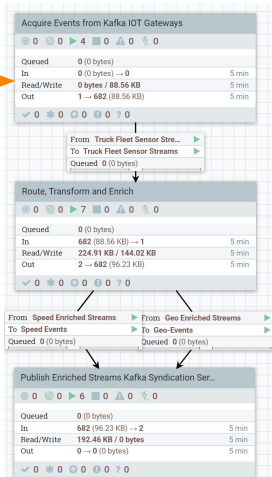 Acquire Events from Kafka IOT Gateways
0 0 4 0 0 0
Queued 0 (0 bytes)
In 0 (0 bytes) → 0 5 min
Read/Write 0 bytes / 88.56 KB 5 min
Out 1 → 682 (88.56 KB) 5 min
0 0 0 0 ? 0
From Truck Fleet Sensor Stre...
To Truck Fleet Sensor Streams
Queued 0 (0 bytes)
Route, Transform and Enrich
0 0 7 0 0 0
Queued 0 (0 bytes)
In 682 (88.56 KB) → 1 5 min
Read/Write 224.91 KB / 144.02 KB 5 min
Out 2 → 682 (96.23 KB) 5 min
0 0 0 0 ? 0
From Speed Enriched Streams
To Speed Events
Queued 0 (0 bytes)
From Geo Enriched Streams
To Geo-Events
Queued 0 (0 bytes)
Publish Enriched Streams Kafka Syndication Ser...
0 0 6 0 0 0
Queued 0 (0 bytes)
In 682 (96.23 KB) → 2 5 min
Read/Write 192.46 KB / 0 bytes 5 min
Out 0 → 0 (0 bytes) 5 min
0 0 0 0 ? 0